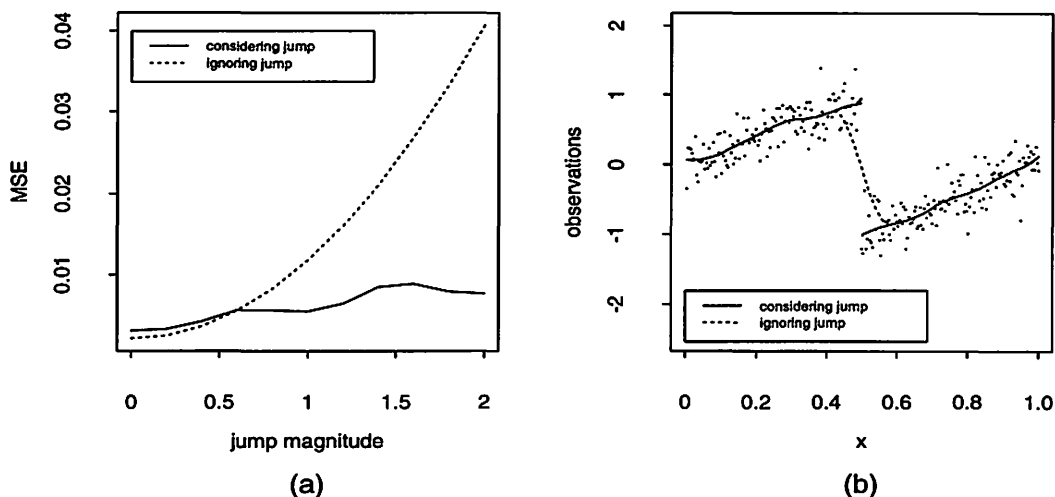 MSE
0.04
0.03
0.02
0.01
considering jump
ignoring jump
0 0.5 1 1.5 2
jump magnitude
(a)
observations
2
1
0
-1
-2
considering jump
ignoring jump
0 0.2 0.4 0.6 0.8 1.0
x
(b)